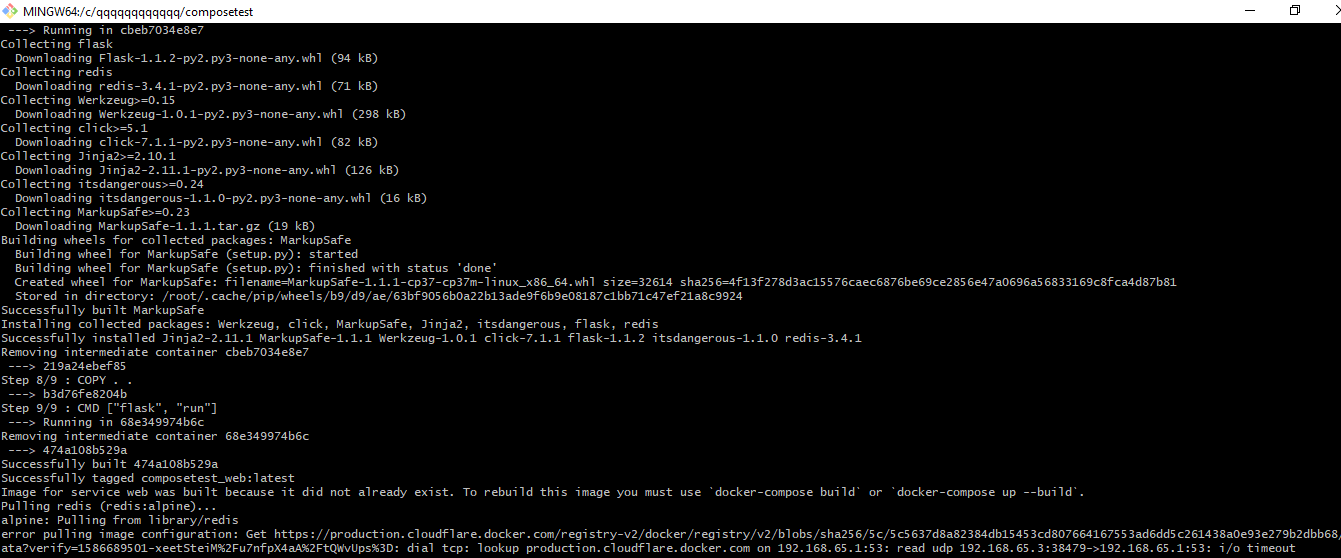 MINGW64:/c/qqqqqqqqqqqq/composetest
---> Running in cbeb7034e8e7
Collecting flask
Downloading Flask-1.1.2-py2.py3-none-any.whl (94 kB)
Collecting redis
Downloading redis-3.4.1-py2.py3-none-any.whl (71 kB)
Collecting Werkzeug>=0.15
Downloading Werkzeug-1.0.1-py2.py3-none-any.whl (298 kB)
Collecting click>=5.1
Downloading click-7.1.1-py2.py3-none-any.whl (82 kB)
Collecting Jinja2>=2.10.1
Downloading Jinja2-2.11.1-py2.py3-none-any.whl (126 kB)
Collecting itsdangerous>=0.24
Downloading itsdangerous-1.1.0-py2.py3-none-any.whl (16 kB)
Collecting MarkupSafe>=0.23
Downloading MarkupSafe-1.1.1.tar.gz (19 kB)
Building wheels for collected packages: MarkupSafe
Building wheel for MarkupSafe (setup.py): started
Building wheel for MarkupSafe (setup.py): finished with status 'done'
Created wheel for MarkupSafe: filename=MarkupSafe-1.1.1-cp37-cp37m-linux_x86_64.whl size=32614 sha256=4f13f278d3ac15576caec6876be69ce2856e47a0696a56833169c8fca4d87b81
Stored in directory: /root/.cache/pip/wheels/b9/d9/ae/63bf9056b0a22b13ade9f6b9e08187c1bb71c47ef21a8c9924
Successfully built MarkupSafe
Installing collected packages: Werkzeug, click, MarkupSafe, Jinja2, itsdangerous, flask, redis
Successfully installed Jinja2-2.11.1 MarkupSafe-1.1.1 Werkzeug-1.0.1 click-7.1.1 flask-1.1.2 itsdangerous-1.1.0 redis-3.4.1
Removing intermediate container cbeb7034e8e7
---> 219a24ebef85
Step 8/9 : COPY . .
---> b3d76fe8204b
Step 9/9 : CMD ["flask", "run"]
---> Running in 68e349974b6c
Removing intermediate container 68e349974b6c
---> 474a108b529a
Successfully built 474a108b529a
Successfully tagged composetest_web:latest
Image for service web was built because it did not already exist. To rebuild this image you must use `docker-compose build` or `docker-compose up --build`.
Pulling redis (redis:alpine)...
alpine: Pulling from library/redis
error pulling image configuration: Get https://production.cloudflare.docker.com/registry-v2/docker/registry/v2/blobs/sha256/5c/5c5637d8a82384db15453cd807664167553ad6dd5c261438a0e93e279b2dbb68
ata?verify=1586689501-xeetSteiM%2Fu7nfpX4aA%2FtQWvUps%3D: dial tcp: lookup production.cloudflare.docker.com on 192.168.65.1:53: read udp 192.168.65.3:38479->192.168.65.1:53: i/o timeout